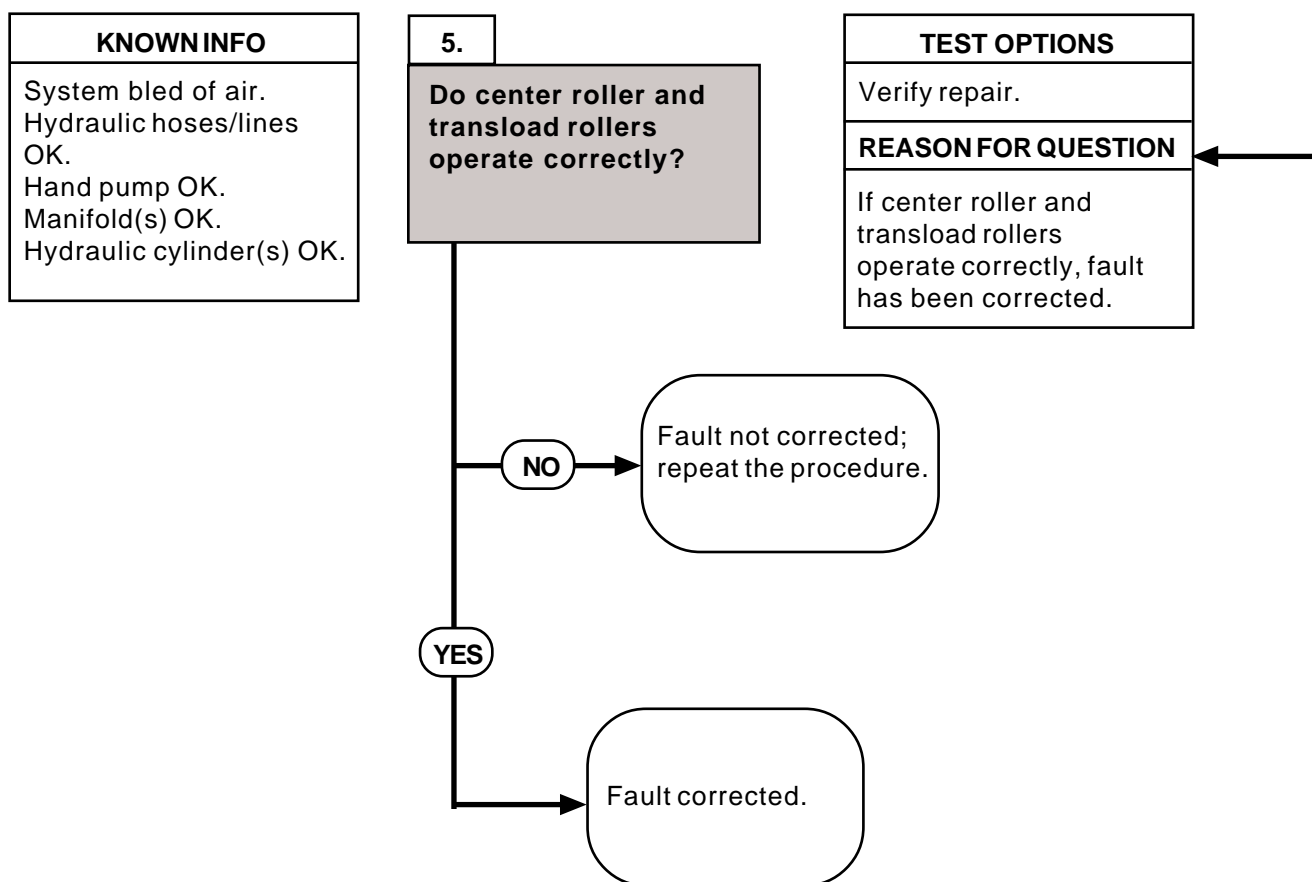 KNOWN INFO
System bled of air.
Hydraulic hoses/lines
OK.
Hand pump OK.
Manifold(s) OK.
Hydraulic cylinder(s) OK.
5.
Do center roller and
transload rollers
operate correctly?
TEST OPTIONS
Verify repair.
REASON FOR QUESTION
If center roller and
transload rollers
operate correctly, fault
has been corrected.
NO
Fault not corrected;
repeat the procedure.
YES
Fault corrected.